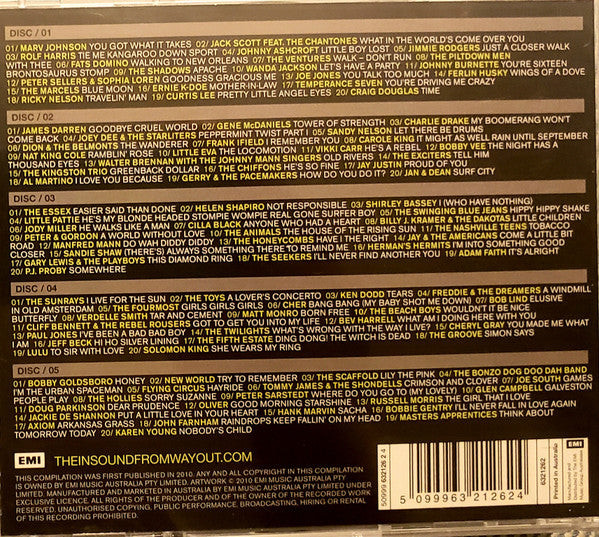 DISC / 01
01/ MARV JOHNSON YOU GOT WHAT IT TAKES 02/ JACK SCOTT FEAT. THE CHANTONES WHAT IN THE WORLD'S COME OVER YOU
03/ ROLF HARRIS TIE ME KANGAROO DOWN SPORT 04/ JOHNNY ASHCROFT LITTLE BOY LOST 05/ JIMMIE RODGERS JUST A CLOSER WALK
WITH THEE 06/ FATS DOMINO WALKING TO NEW ORLEANS 07/ THE VENTURES WALK – DON'T RUN 08/ THE PILTDOWN MEN
BRONTOSAURUS STOMP 09/ THE SHADOWS APACHE 10/ WANDA JACKSON LET'S HAVE A PARTY 11/ JOHNNY BURNETTE YOU'RE SIXTEEN
12/ PETER SELLERS & SOPHIA LOREN GOODNESS GRACIOUS ME 13/ JOE JONES YOU TALK TOO MUCH 14/ FERLIN HUSKY WINGS OF A DOVE
15/ THE MARCELS BLUE MOON 16/ ERNIE K-DOE MOTHER-IN-LAW 17/ TEMPERANCE SEVEN YOU'RE DRIVING ME CRAZY
18/ RICKY NELSON TRAVELIN' MAN 19/ CURTIS LEE PRETTY LITTLE ANGEL EYES 20/ CRAIG DOUGLAS TIME
DISC / 02
01/ JAMES DARREN GOODBYE CRUEL WORLD 02/ GENE McDANIELS TOWER OF STRENGTH 03/ CHARLIE DRAKE MY BOOMERANG WON'T
COME BACK 04/ JOEY DEE & THE STARLITERS PEPPERMINT TWIST PART I 05/ SANDY NELSON LET THERE BE DRUMS
06/ DION & THE BELMONTS THE WANDERER 07/ FRANK IFIELD I REMEMBER YOU 08/ CAROLE KING IT MIGHT AS WELL RAIN UNTIL SEPTEMBER
09/ NAT KING COLE RAMBLIN' ROSE 10/ LITTLE EVA THE LOCOMOTION 11/ VIKKI CARR HE'S A REBEL 12/ BOBBY VEE THE NIGHT HAS A
THOUSAND EYES 13/ WALTER BRENNAN WITH THE JOHNNY MANN SINGERS OLD RIVERS 14/ THE EXCITERS TELL HIM
15/ THE KINGSTON TRIO GREENBACK DOLLAR 16/ THE CHIFFONS HE'S SO FINE 17/ JAY JUSTIN PROUD OF YOU
18/ AL MARTINO I LOVE YOU BECAUSE 19/ GERRY & THE PACEMAKERS HOW DO YOU DO IT? 20/ JAN & DEAN SURF CITY
DISC / 03
01/ THE ESSEX EASIER SAID THAN DONE 02/ HELEN SHAPIRO NOT RESPONSIBLE 03/ SHIRLEY BASSEY I (WHO HAVE NOTHING)
04/ LITTLE PATTIE HE'S MY BLONDE HEADED STOMPIE WOMPIE REAL GONE SURFER BOY 05/ THE SWINGING BLUE JEANS HIPPY HIPPY SHAKE
06/ JODY MILLER HE WALKS LIKE A MAN 07/ CILLA BLACK ANYONE WHO HAD A HEART 08/ BILLY J. KRAMER & THE DAKOTAS LITTLE CHILDREN
09/ PETER & GORDON A WORLD WITHOUT LOVE 10/ THE ANIMALS THE HOUSE OF THE RISING SUN 11/ THE NASHVILLE TEENS TOBACCO
ROAD 12/ MANFRED MANN DO WAH DIDDY DIDDY 13/ THE HONEYCOMBS HAVE I THE RIGHT 14/ JAY & THE AMERICANS COME A LITTLE BIT
CLOSER 15/ SANDIE SHAW (THERE'S) ALWAYS SOMETHING THERE TO REMIND ME 16/ HERMAN'S HERMITS I'M INTO SOMETHING GOOD
17/ GARY LEWIS & THE PLAYBOYS THIS DIAMOND RING 18/ THE SEEKERS I'LL NEVER FIND ANOTHER YOU 19/ ADAM FAITH IT'S ALRIGHT
20/ P.J. PROBY SOMEWHERE
DISC / 04
01/ THE SUNRAYS I LIVE FOR THE SUN 02/ THE TOYS A LOVER'S CONCERTO 03/ KEN DODD TEARS 04/ FREDDIE & THE DREAMERS A WINDMILL
IN OLD AMSTERDAM 05/ THE FOURMOST GIRLS GIRLS GIRLS 06/ CHER BANG BANG (MY BABY SHOT ME DOWN) 07/ BOB LIND ELUSIVE
BUTTERFLY 08/ VERDELLE SMITH TAR AND CEMENT 09/ MATT MONRO BORN FREE 10/ THE BEACH BOYS WOULDN'T IT BE NICE
11/ CLIFF BENNETT & THE REBEL ROUSERS GOT TO GET YOU INTO MY LIFE 12/ BEV HARRELL WHAT AM I DOING HERE WITH YOU
13/ PAUL JONES I'VE BEEN A BAD BAD BOY 14/ THE TWILIGHTS WHAT'S WRONG WITH THE WAY I LIVE? 15/ CHERYL GRAY YOU MADE ME WHAT
I AM 16/ JEFF BECK HI HO SILVER LINING 17/ THE FIFTH ESTATE DING DONG! THE WITCH IS DEAD 18/ THE GROOVE SIMON SAYS
19/ LULU TO SIR WITH LOVE 20/ SOLOMON KING SHE WEARS MY RING
DISC / 05
01/ BOBBY GOLDSBORO HONEY 02/ NEW WORLD TRY TO REMEMBER 03/ THE SCAFFOLD LILY THE PINK 04/ THE BONZO DOG DOO DAH BAND
I'M THE URBAN SPACEMAN 05/ FLYING CIRCUS HAYRIDE 06/ TOMMY JAMES & THE SHONDELLS CRIMSON AND CLOVER 07/ JOE SOUTH GAMES
PEOPLE PLAY 08/ THE HOLLIES SORRY SUZANNE 09/ PETER SARSTEDT WHERE DO YOU GO TO (MY LOVELY) 10/ GLEN CAMPBELL GALVESTON
11/ DOUG PARKINSON DEAR PRUDENCE 12/ OLIVER GOOD MORNING STARSHINE 13/ RUSSELL MORRIS THE GIRL THAT I LOVE
14/ JACKIE DE SHANNON PUT A LITTLE LOVE IN YOUR HEART 15/ HANK MARVIN SACHA 16/ BOBBIE GENTRY I'LL NEVER FALL IN LOVE AGAIN
17/ AXIOM ARKANSAS GRASS 18/ JOHN FARNHAM RAINDROPS KEEP FALLIN' ON MY HEAD 19/ MASTERS APPRENTICES THINK ABOUT
TOMORROW TODAY 20/ KAREN YOUNG NOBODY'S CHILD
EMI THEINSOUNDFROMWAYOUT.COM
THIS COMPILATION WAS FIRST PUBLISHED IN 2010. ANY AND ALL COPYRIGHT IN THIS COMPILATION
IS OWNED BY EMI MUSIC AUSTRALIA PTY LIMITED. ARTWORK © 2010 EMI MUSIC AUSTRALIA PTY
LIMITED. MANUFACTURED AND MARKETED IN AUSTRALIA BY EMI MUSIC AUSTRALIA PTY LIMITED UNDER
EXCLUSIVE LICENCE. ALL RIGHTS OF THE PRODUCER AND OF THE OWNER OF THE RECORDED WORK
RESERVED. UNAUTHORISED COPYING, PUBLIC PERFORMANCE, BROADCASTING, HIRING OR RENTAL
OF THIS RECORDING PROHIBITED.
50999 632126 2 4
5 099963 212624
6321262
Printed in Australia
EMI